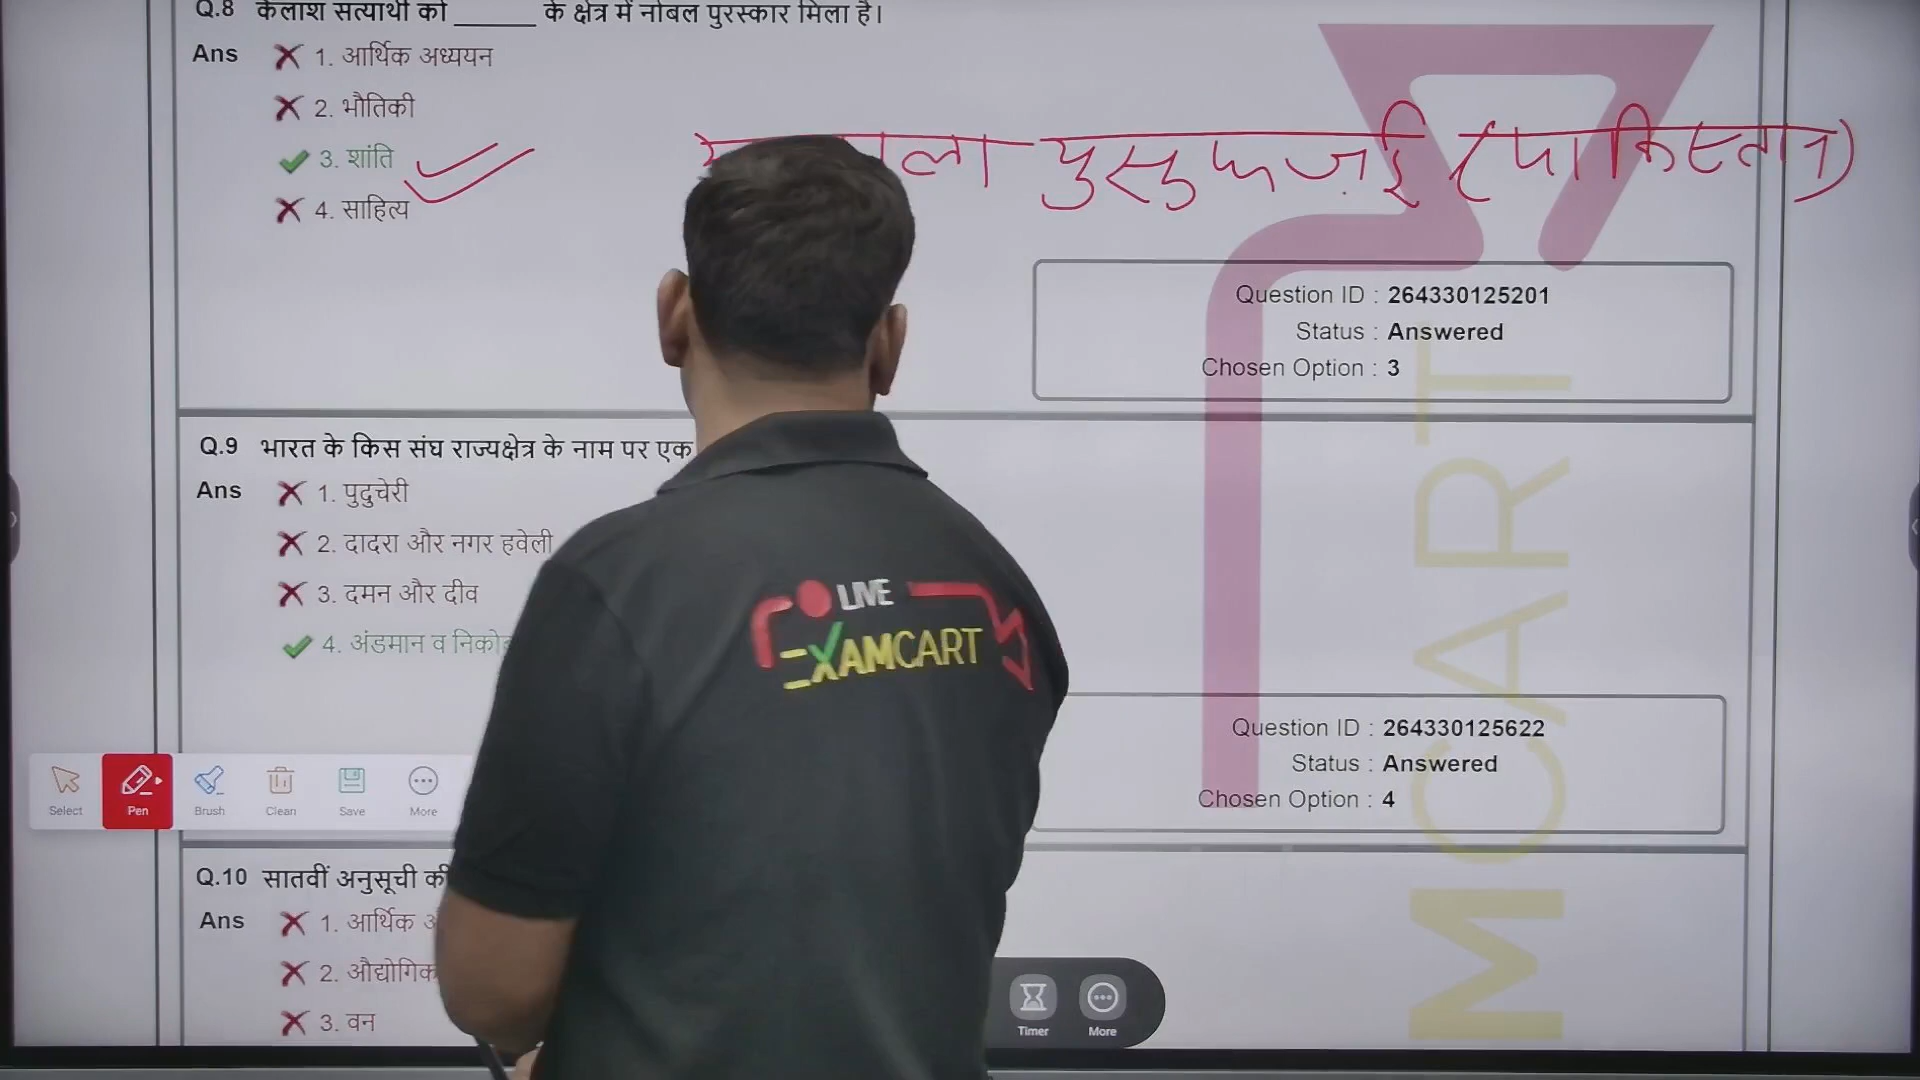 Q.8 कैलाश सत्यार्थी को ______ के क्षेत्र में नोबल पुरस्कार मिला है।
Ans
1. आर्थिक अध्ययन
2. भौतिकी
3. शांति
4. साहित्य
युसुफज़ई (पाकिस्तान)
Question ID : 264330125201
Status : Answered
Chosen Option : 3
Q.9 भारत के किस संघ राज्यक्षेत्र के नाम पर एक
Ans
1. पुदुचेरी
2. दादरा और नगर हवेली
3. दमन और दीव
4. अंडमान व
Question ID : 264330125622
Status : Answered
Chosen Option : 4
Select
Pen
Brush
Clean
Save
More
Q.10 सातवीं अनुसूची की
Ans
1. आर्थिक
2. औद्योगिक
3. वन
Timer
More
LIVE
EXAMCART
MCART